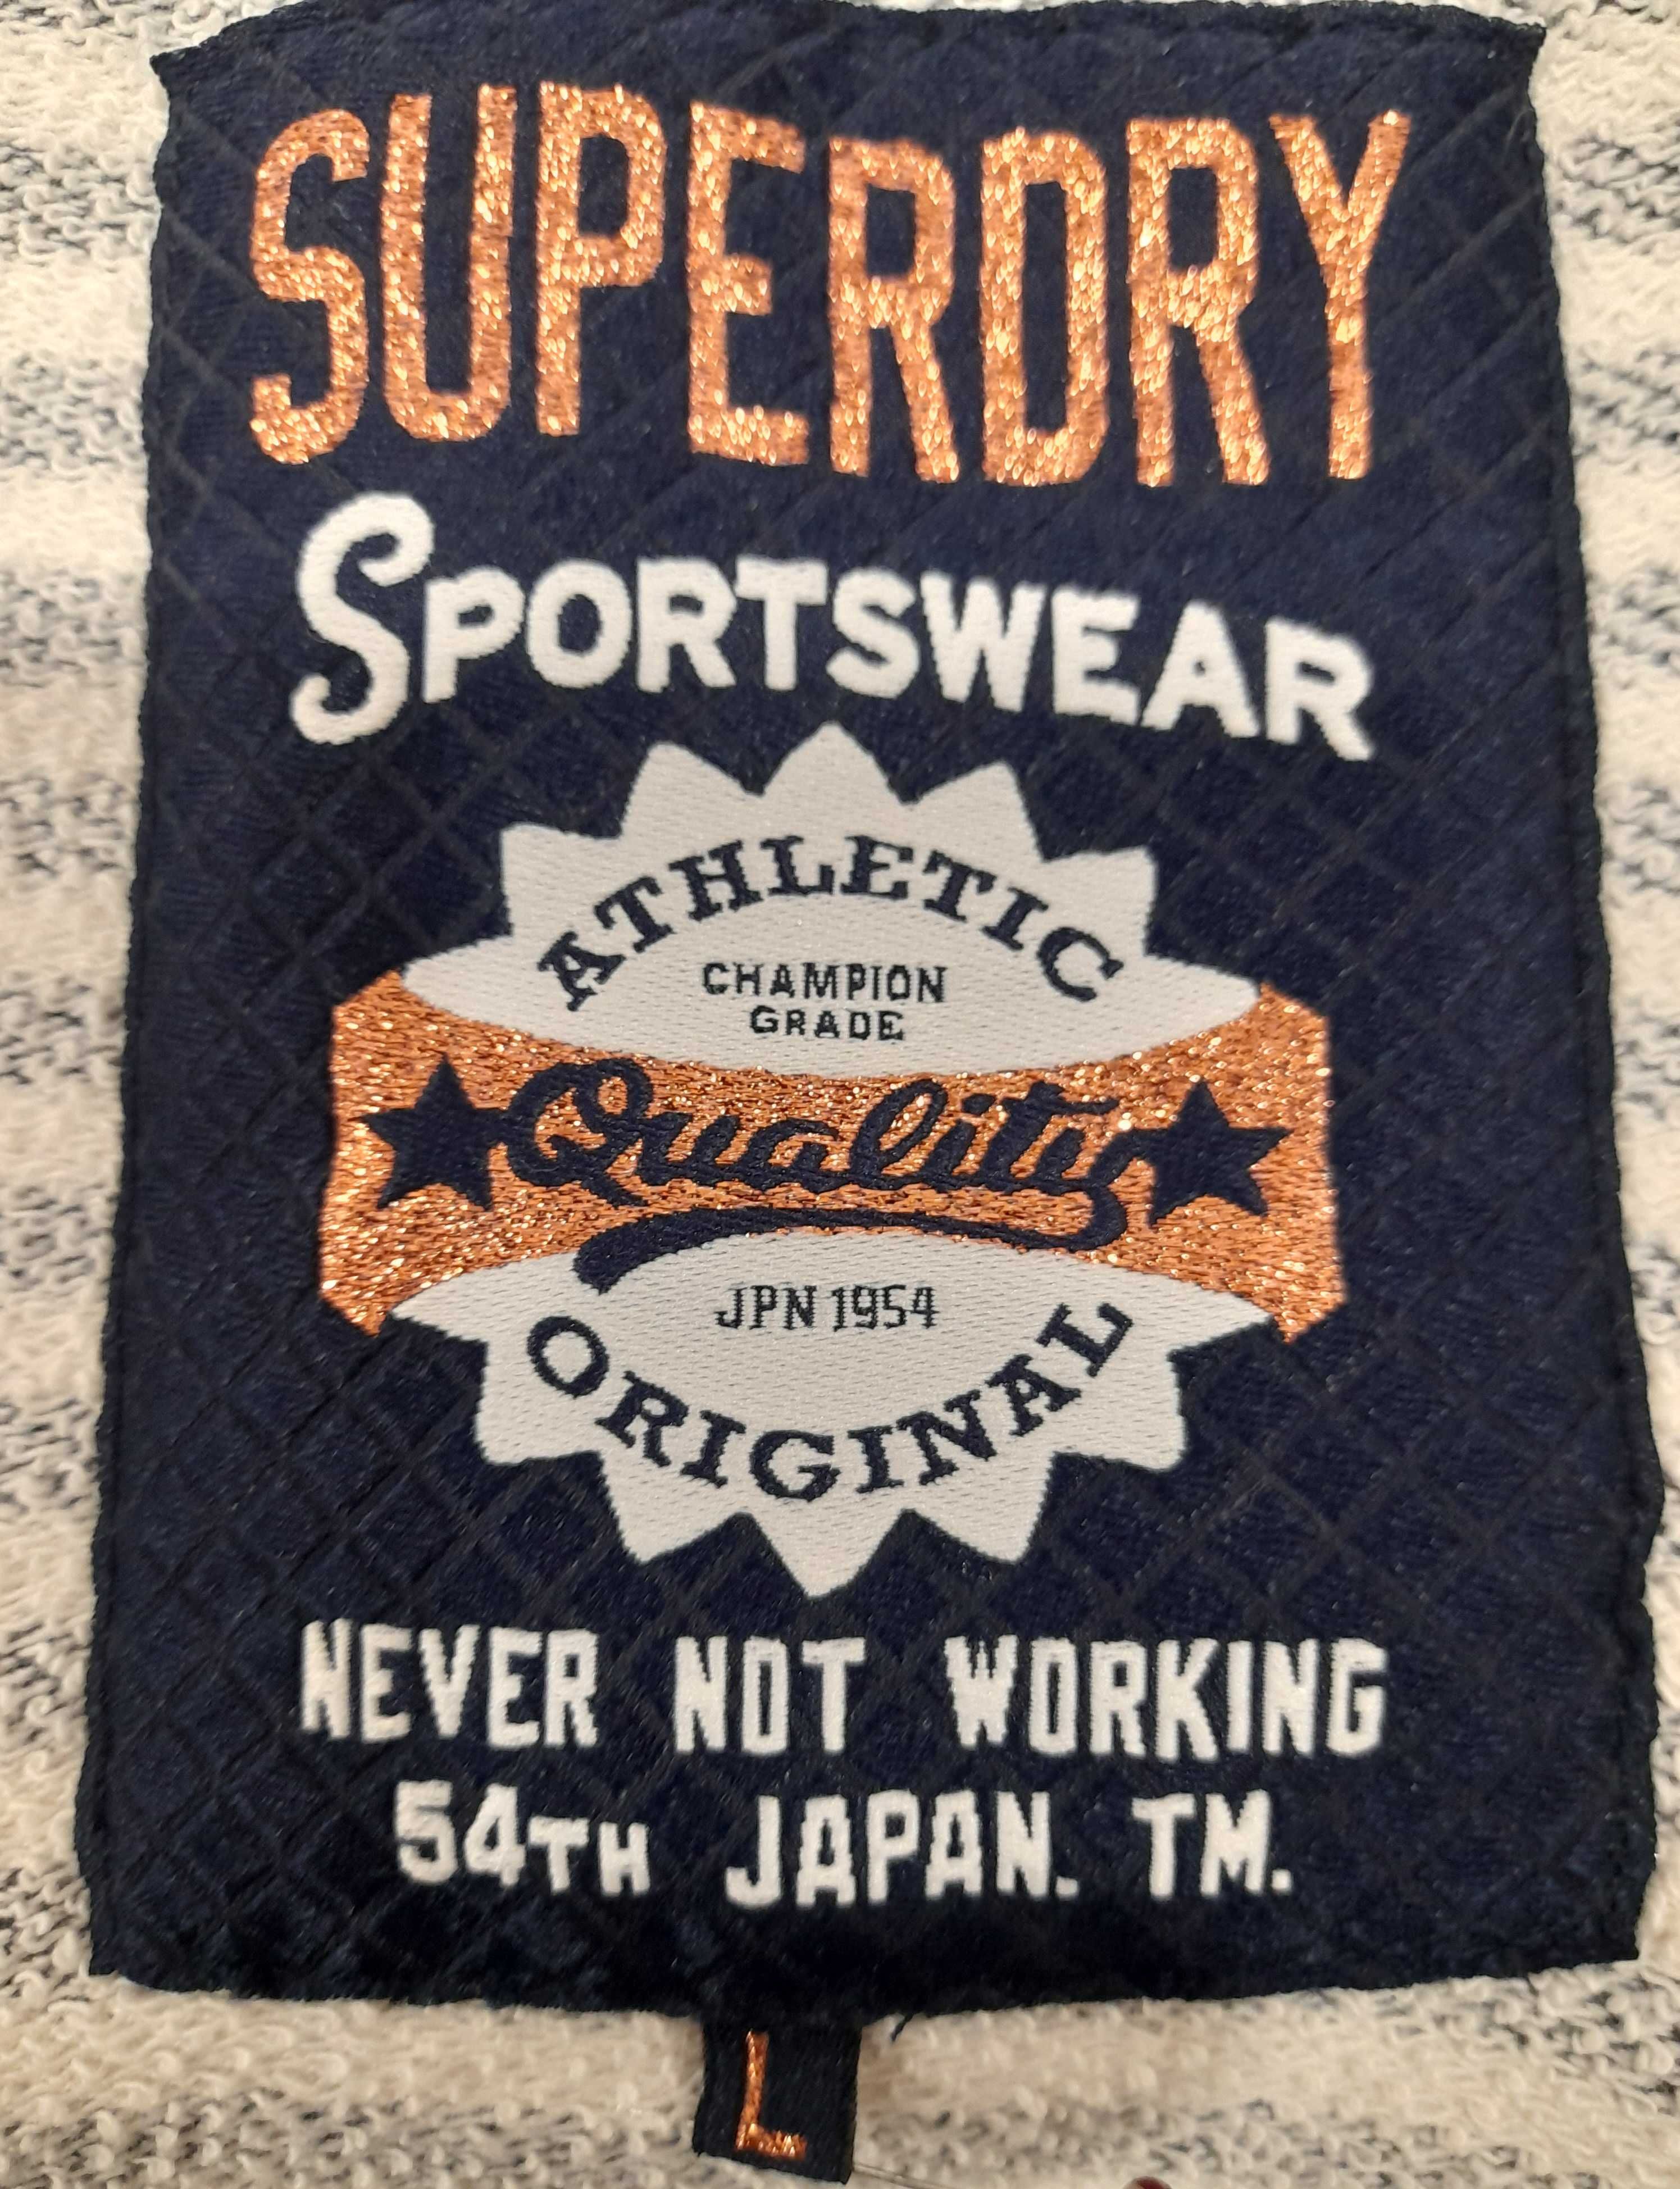 SUPERDRY
SPORTSWEAR
ATHLETIC
CHAMPION
GRADE
Quality
JPN 1954
ORIGINAL
NEVER NOT WORKING
54TH JAPAN. TM.
L